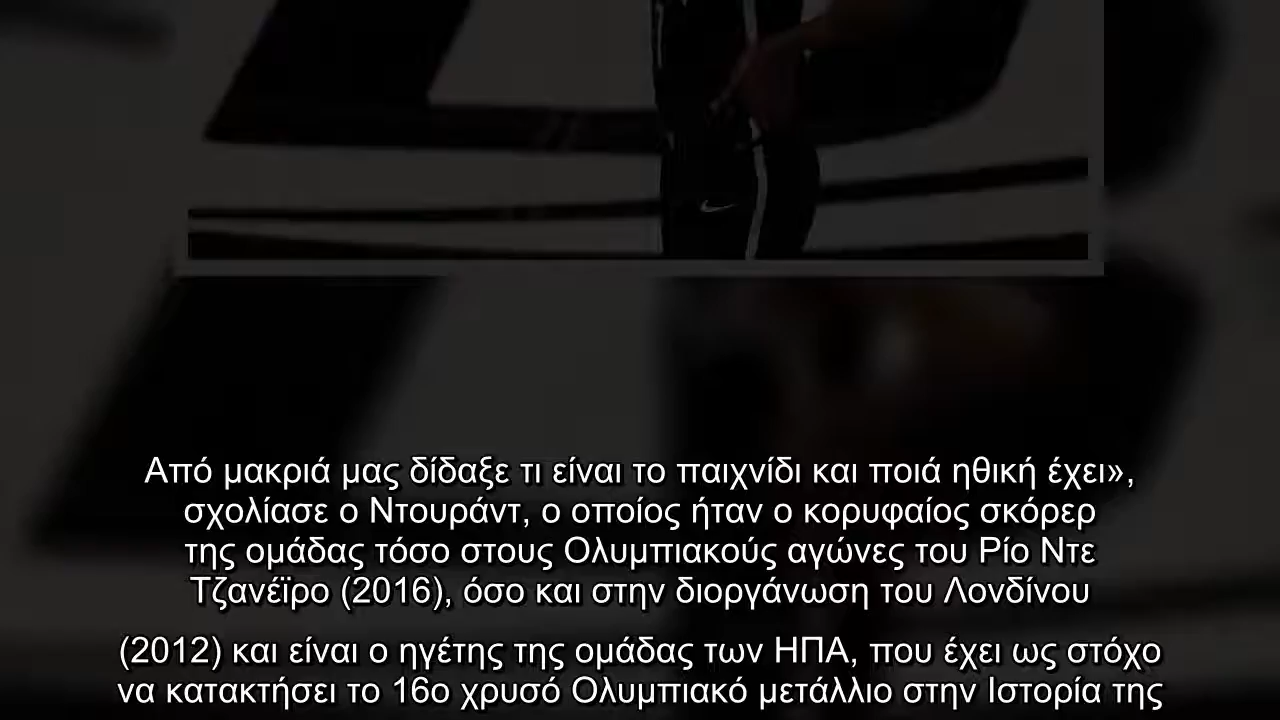 Από μακριά μας δίδαξε τι είναι το παιχνίδι και ποιά ηθική έχει»,
σχολίασε ο Ντουράντ, ο οποίος ήταν ο κορυφαίος σκόρερ
της ομάδας τόσο στους Ολυμπιακούς αγώνες του Ρίο Ντε
Τζανέϊρο (2016), όσο και στην διοργάνωση του Λονδίνου
(2012) και είναι ο ηγέτης της ομάδας των ΗΠΑ, που έχει ως στόχο
να κατακτήσει το 16ο χρυσό Ολυμπιακό μετάλλιο στην Ιστορία της